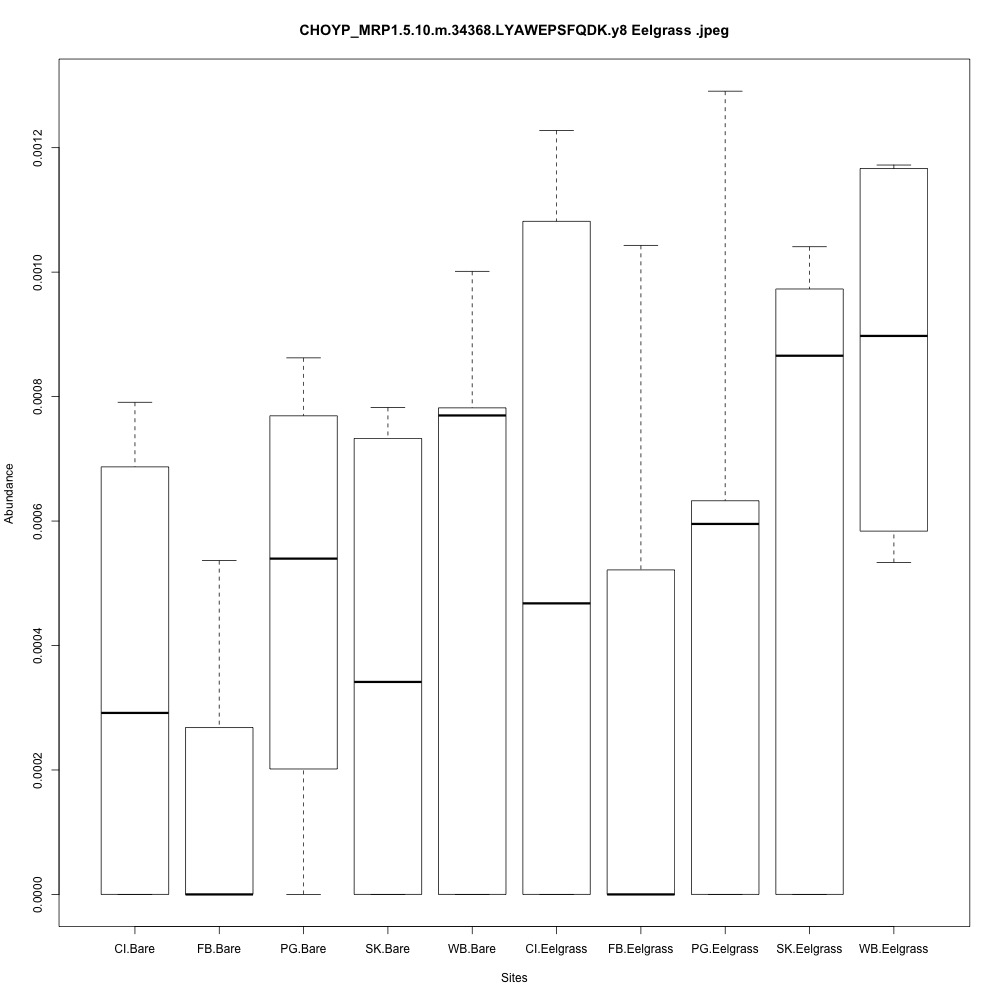 CHOYP_MRP1.5.10.m.34368.LYAWEPSFQDK.y8 Eelgrass .jpeg
Abundance
0.0012
0.0010
0.0008
0.0006
0.0004
0.0002
0.0000
CI.Bare FB.Bare PG.Bare SK.Bare WB.Bare CI.Eelgrass FB.Eelgrass PG.Eelgrass SK.Eelgrass WB.Eelgrass
Sites